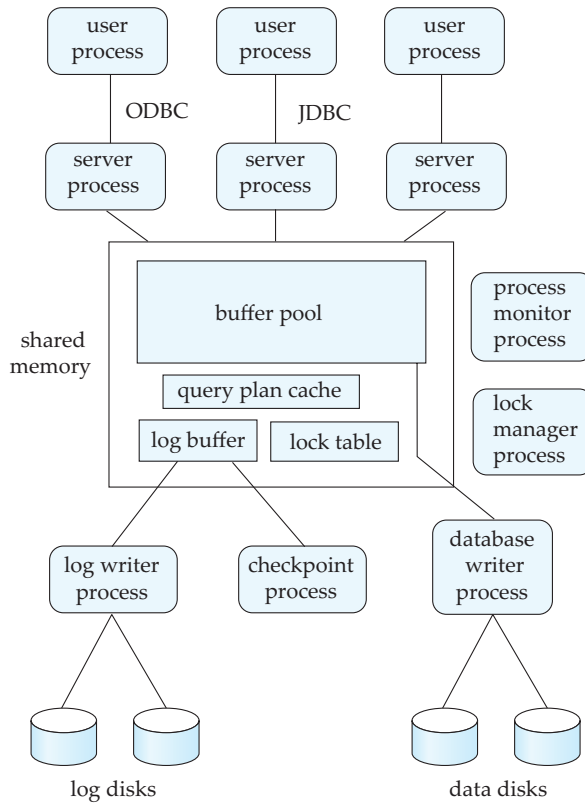 user
process
user
process
user
process
ODBC
JDBC
server
process
server
process
server
process
shared
memory
buffer pool
process
monitor
process
query plan cache
log buffer
lock table
lock
manager
process
log writer
process
checkpoint
process
database
writer
process
log disks
data disks